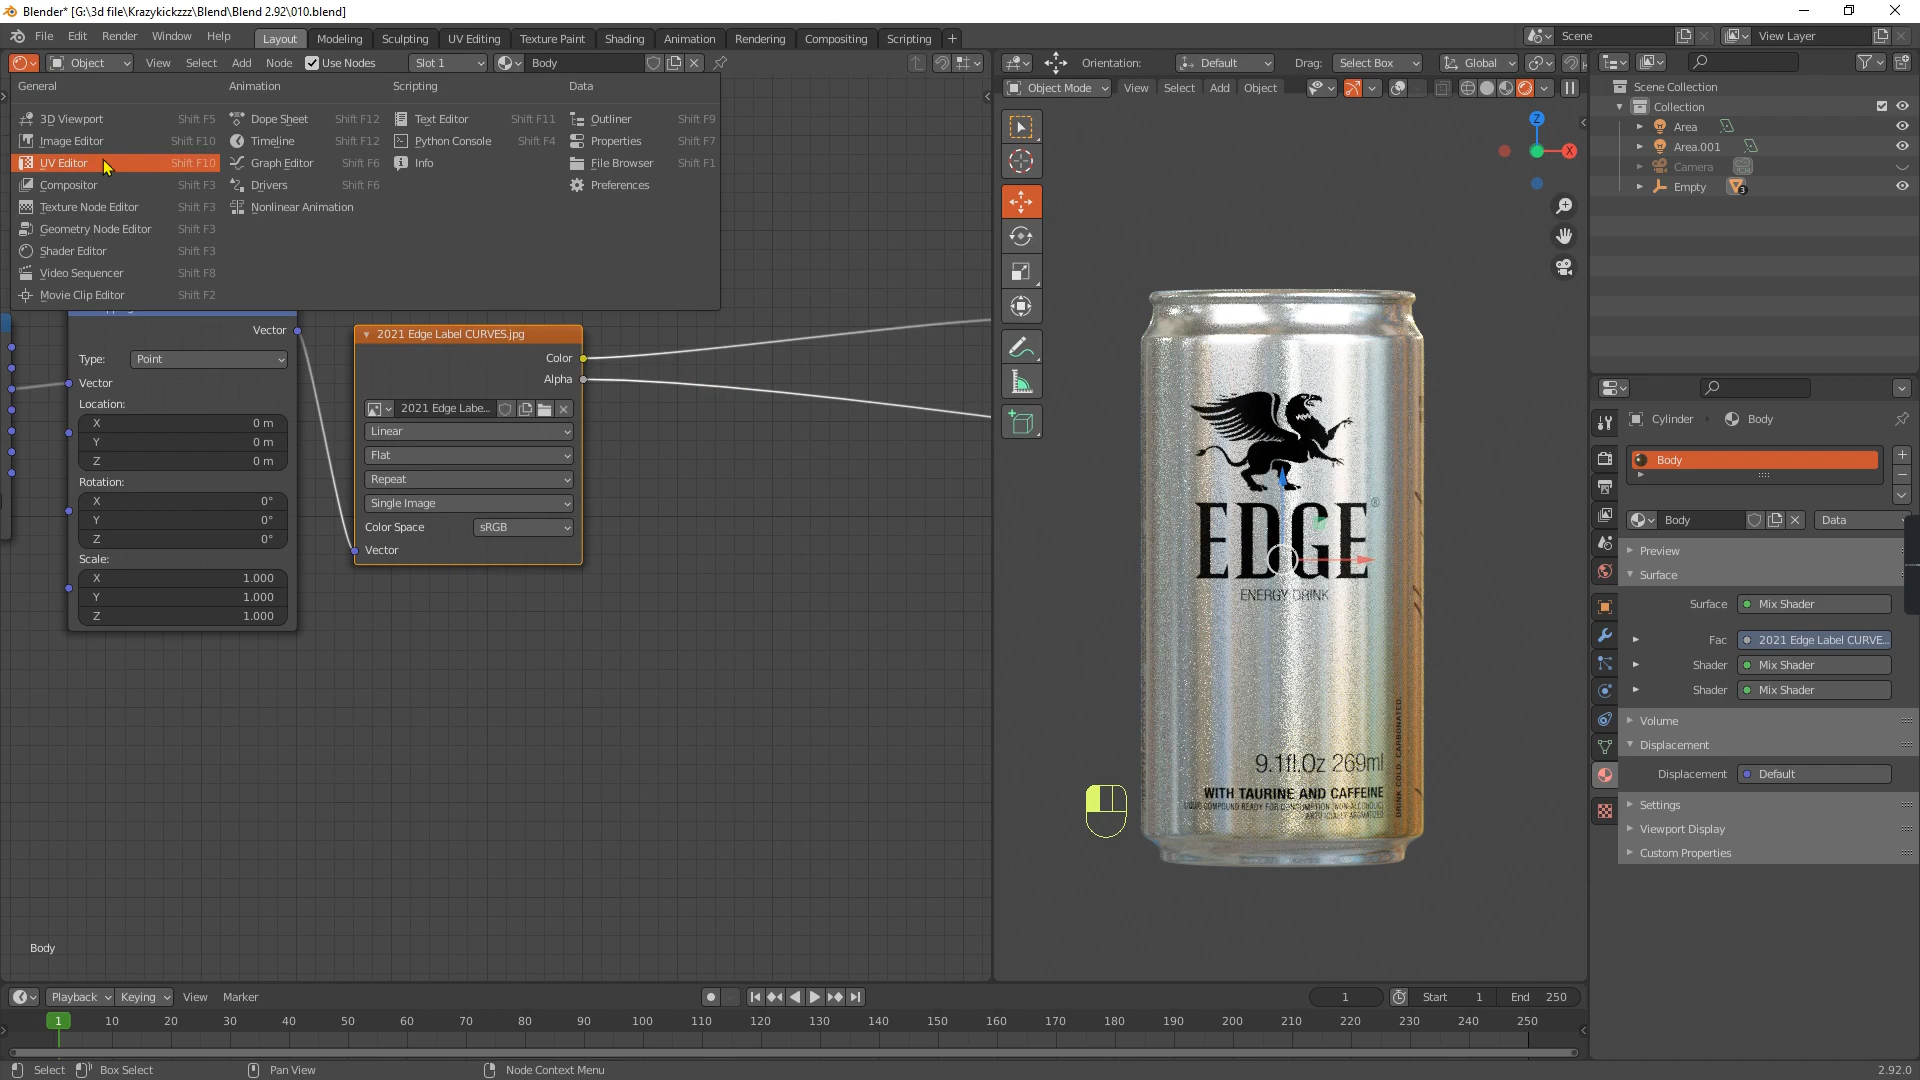 Blender* [G:\3d file\Krazykickzzz\Blend\Blend 2.92\010.blend]
File Edit Render Window Help Layout Modeling Sculpting UV Editing Texture Paint Shading Animation Rendering Compositing Scripting + Scene View Layer
Object View Select Add Node Use Nodes Slot 1 Body Orientation: Default Drag: Select Box Global
General Animation Scripting Data
Object Mode View Select Add Object
Scene Collection
3D Viewport Shift F5 Dope Sheet Shift F12 Text Editor Shift F11 Outliner Shift F9
Collection
Image Editor Shift F10 Timeline Shift F12 Python Console Shift F4 Properties Shift F7
Area
UV Editor Shift F10 Graph Editor Shift F6 Info File Browser Shift F1
Area.001
Compositor Shift F3 Drivers Shift F6 Preferences
Camera
Texture Node Editor Shift F3 Nonlinear Animation
Empty 3
Geometry Node Editor Shift F3
Shader Editor Shift F3
Video Sequencer Shift F8
Movie Clip Editor Shift F2
Z
X
Vector
Type: Point
Vector
Location:
X 0 m
Y 0 m
Z 0 m
Rotation:
X 0°
Y 0°
Z 0°
Scale:
X 1.000
Y 1.000
Z 1.000
2021 Edge Label CURVES.jpg
Color
Alpha
2021 Edge Labe...
Linear
Flat
Repeat
Single Image
Color Space sRGB
Vector
EDGE®
ENERGY DRINK
9.1fl.Oz 269ml
WITH TAURINE AND CAFFEINE
LIQUID COMPOUND READY FOR CONSUMPTION (NON-ALCOHOLIC)
ARTIFICIALLY AROMATIZED
DRINK COLD. CARBONATED
Cylinder Body
Body
Body Data
Preview
Surface
Surface Mix Shader
Fac 2021 Edge Label CURVE...
Shader Mix Shader
Shader Mix Shader
Volume
Displacement
Displacement Default
Settings
Viewport Display
Custom Properties
Body
Playback Keying View Marker 1 Start 1 End 250
1 10 20 30 40 50 60 70 80 90 100 110 120 130 140 150 160 170 180 190 200 210 220 230 240 250
Select Box Select Pan View Node Context Menu 2.92.0